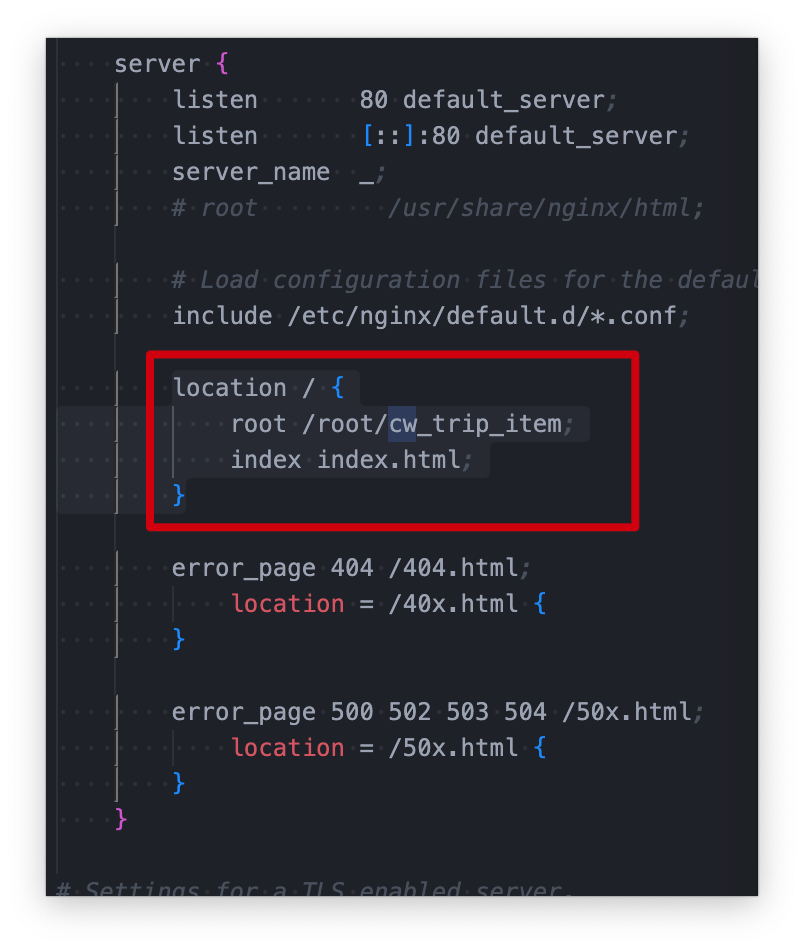 server {
listen 80 default_server;
listen [::]:80 default_server;
server_name _;
# root /usr/share/nginx/html;
# Load configuration files for the defaul
include /etc/nginx/default.d/*.conf;
location / {
root /root/cw_trip_item;
index index.html;
}
error_page 404 /404.html;
location = /40x.html {
}
error_page 500 502 503 504 /50x.html;
location = /50x.html {
}
}
# Settings for a TLS enabled server.